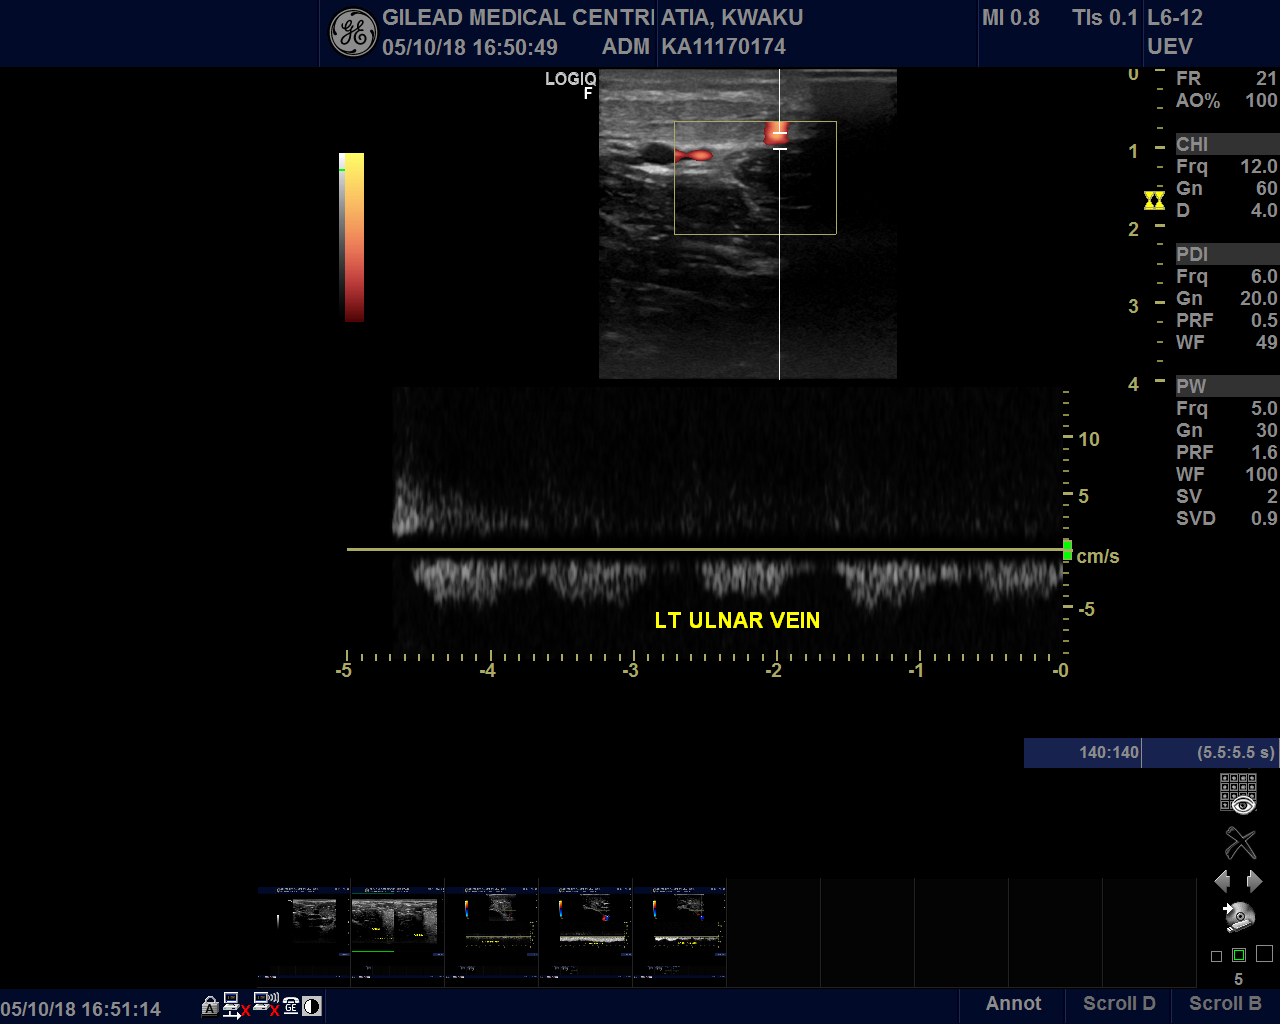 GILEAD MEDICAL CENTRI ATIA, KWAKU MI 0.8 TIs 0.1 L6-12
05/10/18 16:50:49 ADM KA11170174 UEV
GE
LOGIQ
F
0
1
2
3
4
FR 21
AO% 100
CHI
Frq 12.0
Gn 60
D 4.0
PDI
Frq 6.0
Gn 20.0
PRF 0.5
WF 49
PW
Frq 5.0
Gn 30
PRF 1.6
WF 100
SV 2
SVD 0.9
10
5
cm/s
-5
LT ULNAR VEIN
-5 -4 -3 -2 -1 -0
140:140 (5.5:5.5 s)
5
05/10/18 16:51:14 A GE Annot Scroll D Scroll B